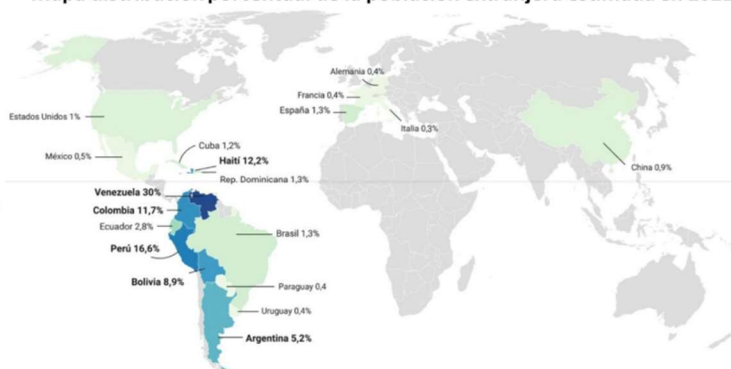 Alemania 0,4%
Francia 0,4%
España 1,3%
Italia 0,3%
Estados Unidos 1%
México 0,5%
Cuba 1,2%
Haití 12,2%
Rep. Dominicana 1,3%
China 0,9%
Venezuela 30%
Colombia 11,7%
Ecuador 2,8%
Perú 16,6%
Brasil 1,3%
Bolivia 8,9%
Paraguay 0,4
Uruguay 0,4%
Argentina 5,2%